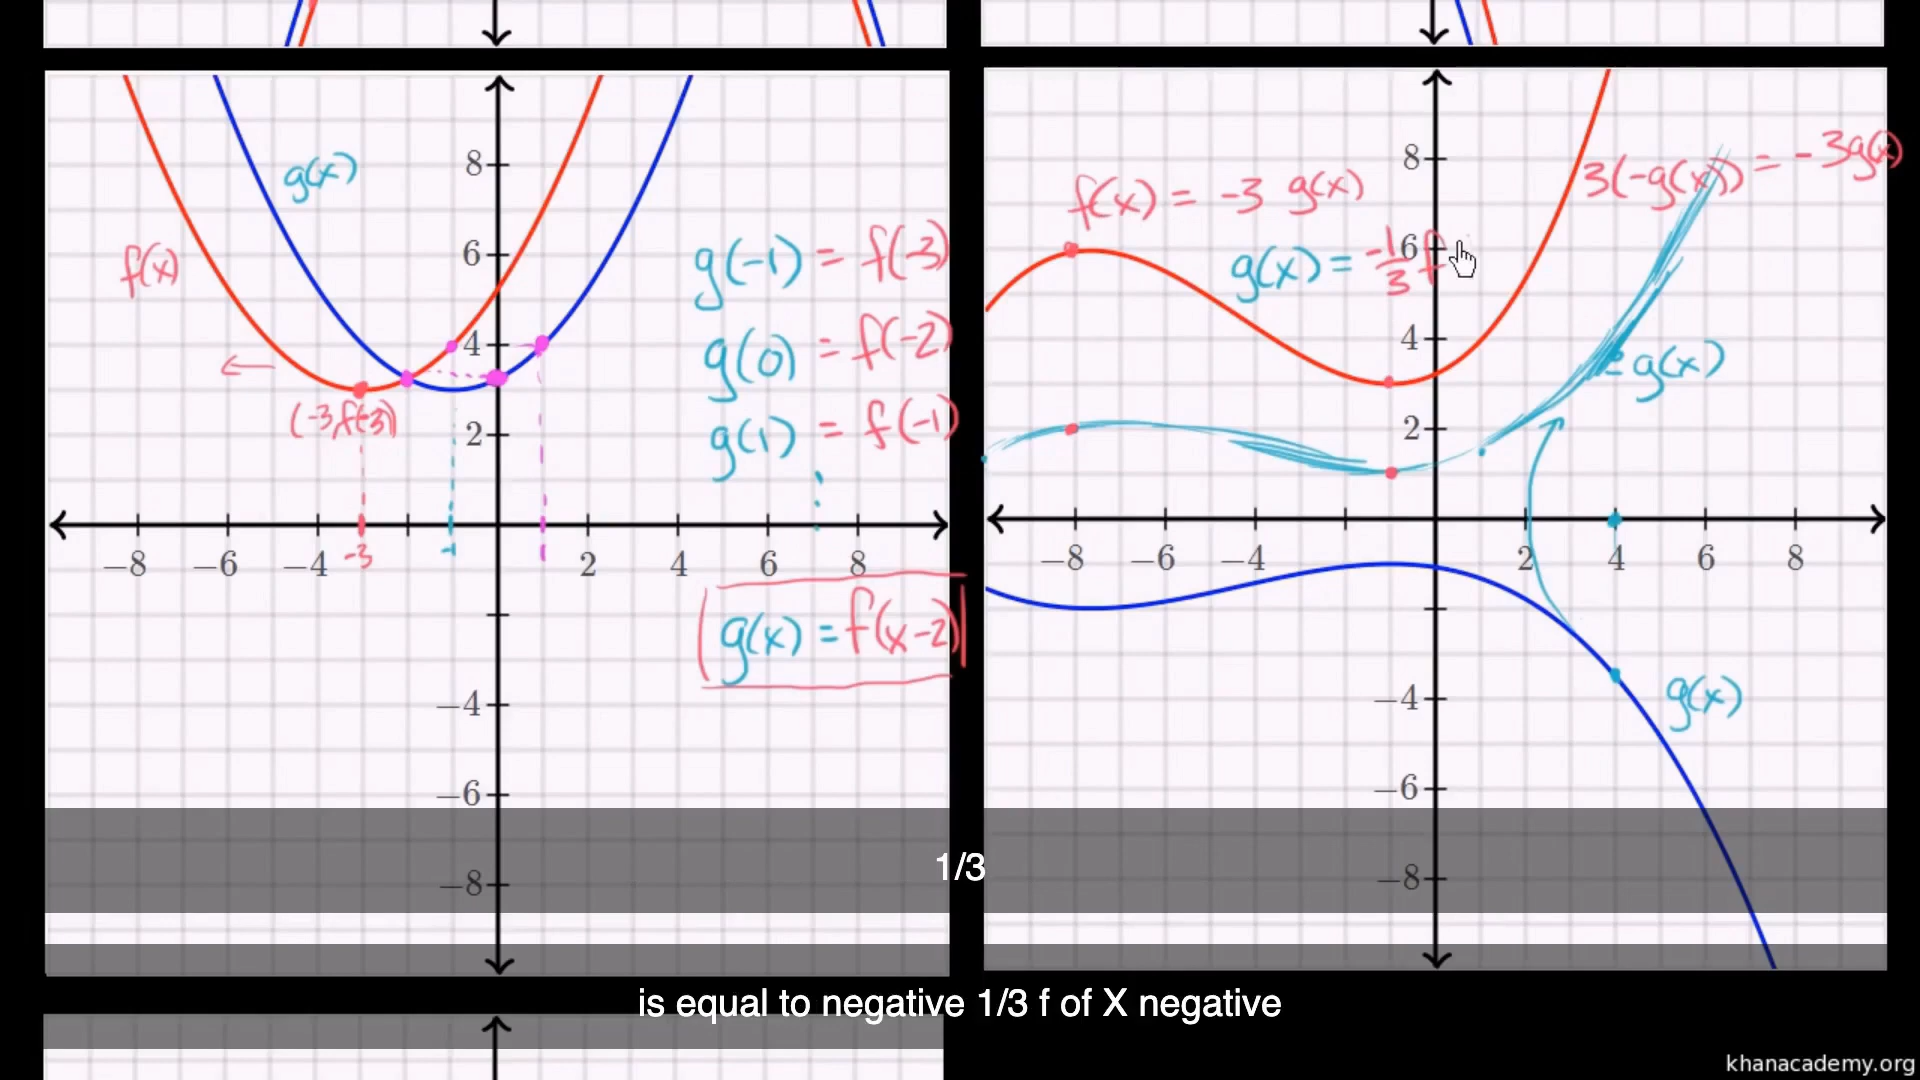 8
6
4
2
−8 −6 −4 2 4 6 8
−4
−6
−8
g(x)
f(x)
(-3,f(-3))
-3
-1
g(-1) = f(-3)
g(0) = f(-2)
g(1) = f(-1)
g(x) = f(x-2)
8
6
4
2
−8 −6 −4 2 4 6 8
−4
−6
−8
f(x) = -3 g(x)
3(-g(x)) = -3g(x)
g(x) = -1/3 f
-g(x)
g(x)
1/3
is equal to negative 1/3 f of X negative
khanacademy.org